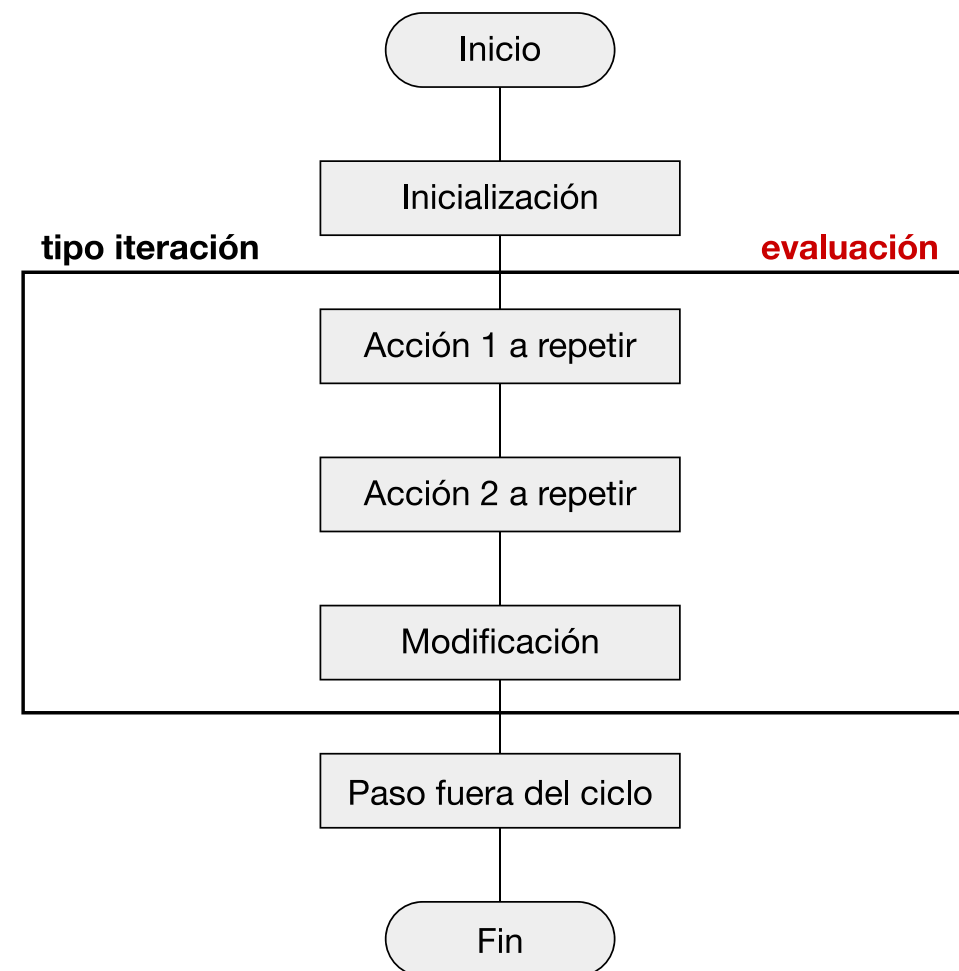 Inicio
Inicialización
tipo iteración
evaluación
Acción 1 a repetir
Acción 2 a repetir
Modificación
Paso fuera del ciclo
Fin